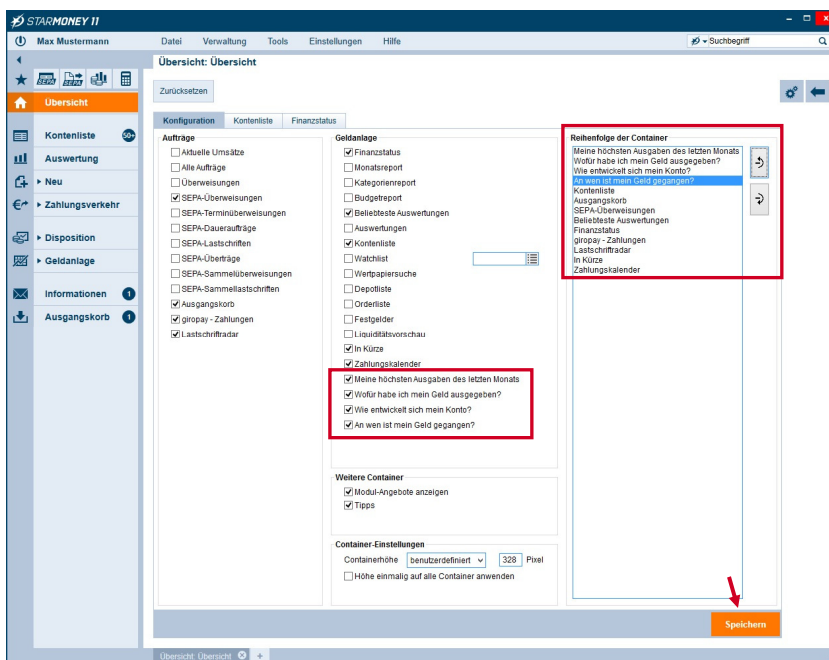 STARMONEY 11
Max Mustermann
Datei Verwaltung Tools Einstellungen Hilfe
Suchbegriff
Übersicht: Übersicht
SEPA SEPA
Zurücksetzen
Übersicht
Kontenliste 50+
Auswertung
Neu
Zahlungsverkehr
Disposition
Geldanlage
Informationen 1
Ausgangskorb 1
Konfiguration Kontenliste Finanzstatus
Aufträge
Aktuelle Umsätze
Alle Aufträge
Überweisungen
SEPA-Überweisungen
SEPA-Terminüberweisungen
SEPA-Daueraufträge
SEPA-Lastschriften
SEPA-Überträge
SEPA-Sammelüberweisungen
SEPA-Sammellastschriften
Ausgangskorb
giropay - Zahlungen
Lastschriftradar
Geldanlage
Finanzstatus
Monatsreport
Kategorienreport
Budgetreport
Beliebteste Auswertungen
Auswertungen
Kontenliste
Watchlist
Wertpapiersuche
Depotliste
Orderliste
Festgelder
Liquiditätsvorschau
In Kürze
Zahlungskalender
Meine höchsten Ausgaben des letzten Monats
Wofür habe ich mein Geld ausgegeben?
Wie entwickelt sich mein Konto?
An wen ist mein Geld gegangen?
Weitere Container
Modul-Angebote anzeigen
Tipps
Container-Einstellungen
Containerhöhe benutzerdefiniert 328 Pixel
Höhe einmalig auf alle Container anwenden
Reihenfolge der Container
Meine höchsten Ausgaben des letzten Monats
Wofür habe ich mein Geld ausgegeben?
Wie entwickelt sich mein Konto?
An wen ist mein Geld gegangen?
Kontenliste
Ausgangskorb
SEPA-Überweisungen
Beliebteste Auswertungen
Finanzstatus
giropay - Zahlungen
Lastschriftradar
In Kürze
Zahlungskalender
Speichern
Übersicht: Übersicht